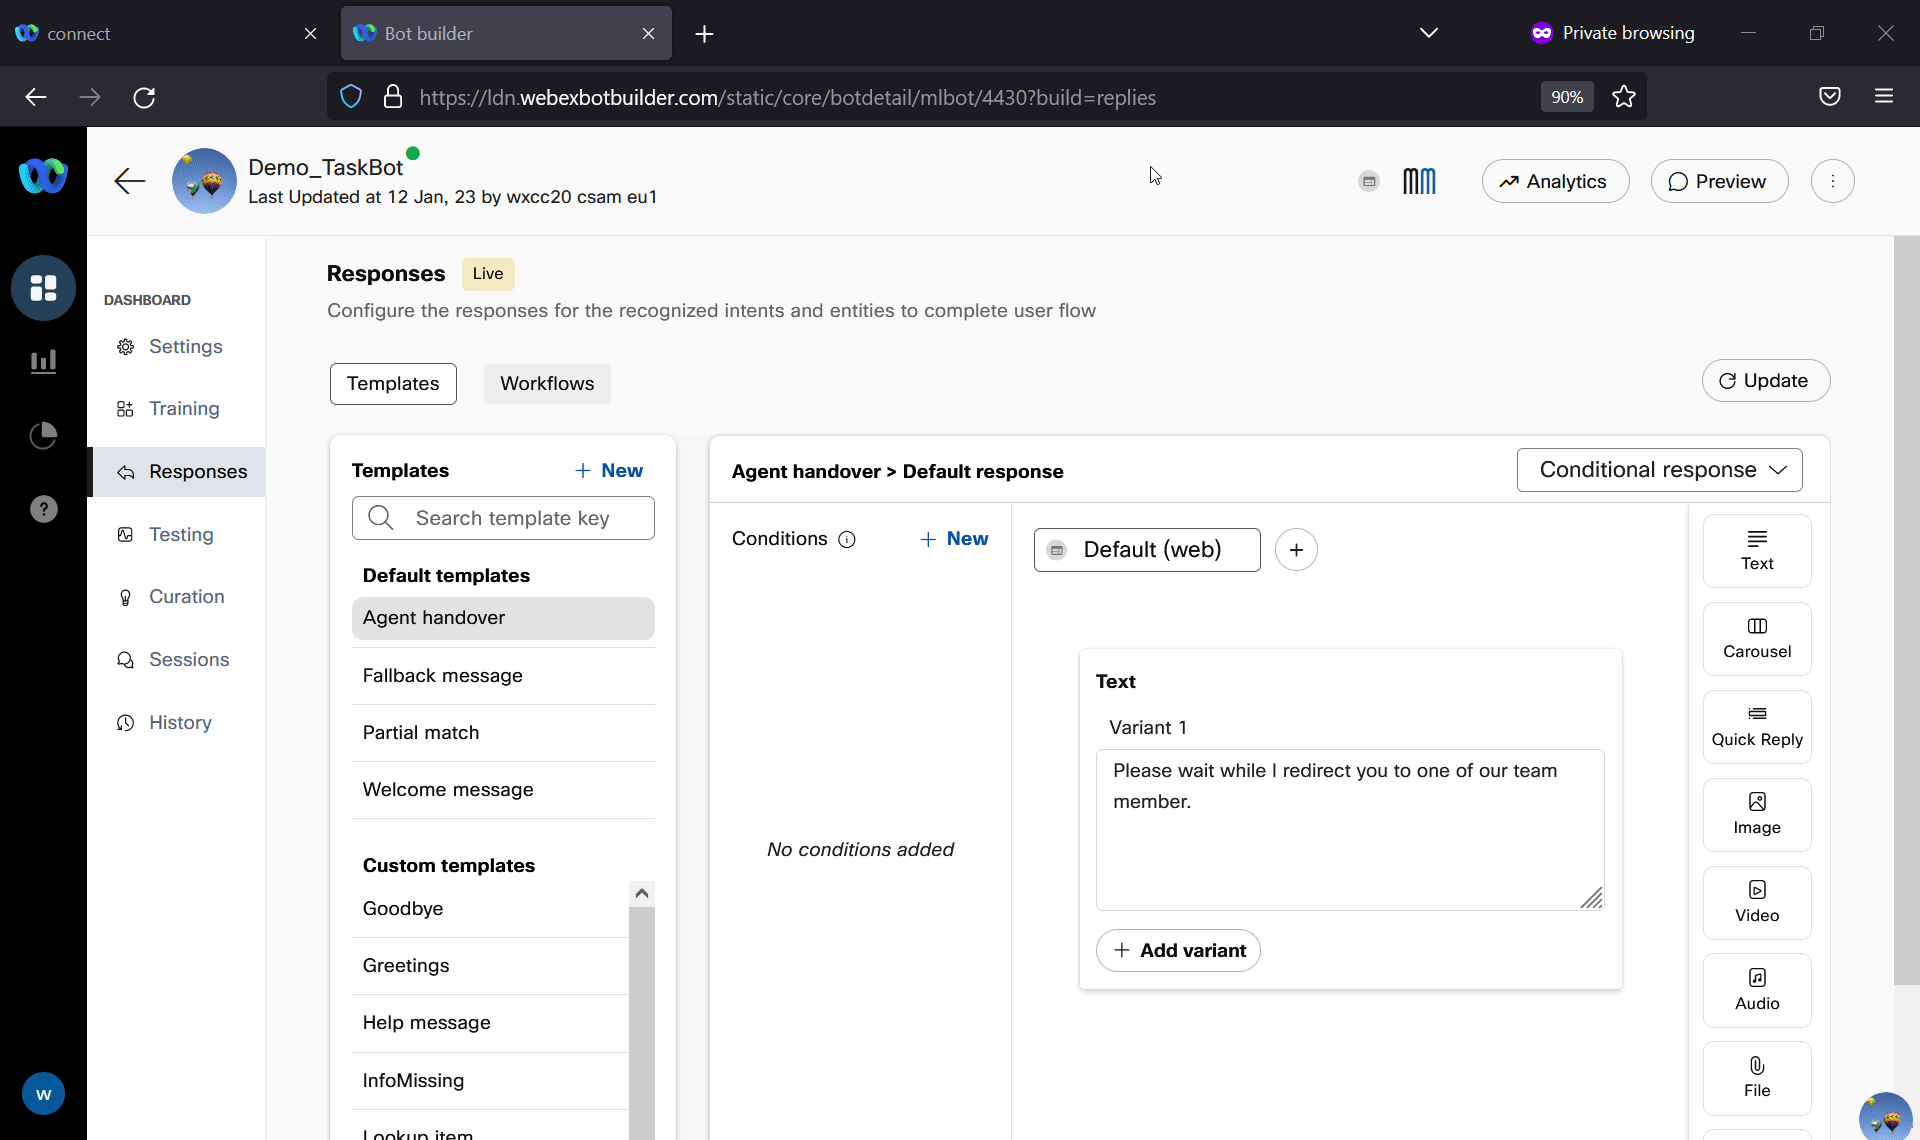 connect
Bot builder
Private browsing
https://ldn.webexbotbuilder.com/static/core/botdetail/mlbot/4430?build=replies
90%
Demo_TaskBot
Last Updated at 12 Jan, 23 by wxcc20 csam eu1
Analytics
Preview
DASHBOARD
Settings
Training
Responses
Testing
Curation
Sessions
History
w
Responses
Live
Configure the responses for the recognized intents and entities to complete user flow
Templates
Workflows
Update
Templates
+ New
Search template key
Default templates
Agent handover
Fallback message
Partial match
Welcome message
Custom templates
Goodbye
Greetings
Help message
InfoMissing
Lookup item
Agent handover > Default response
Conditional response
Conditions
+ New
No conditions added
Default (web)
+
Text
Variant 1
Please wait while I redirect you to one of our team
member.
+ Add variant
Text
Carousel
Quick Reply
Image
Video
Audio
File